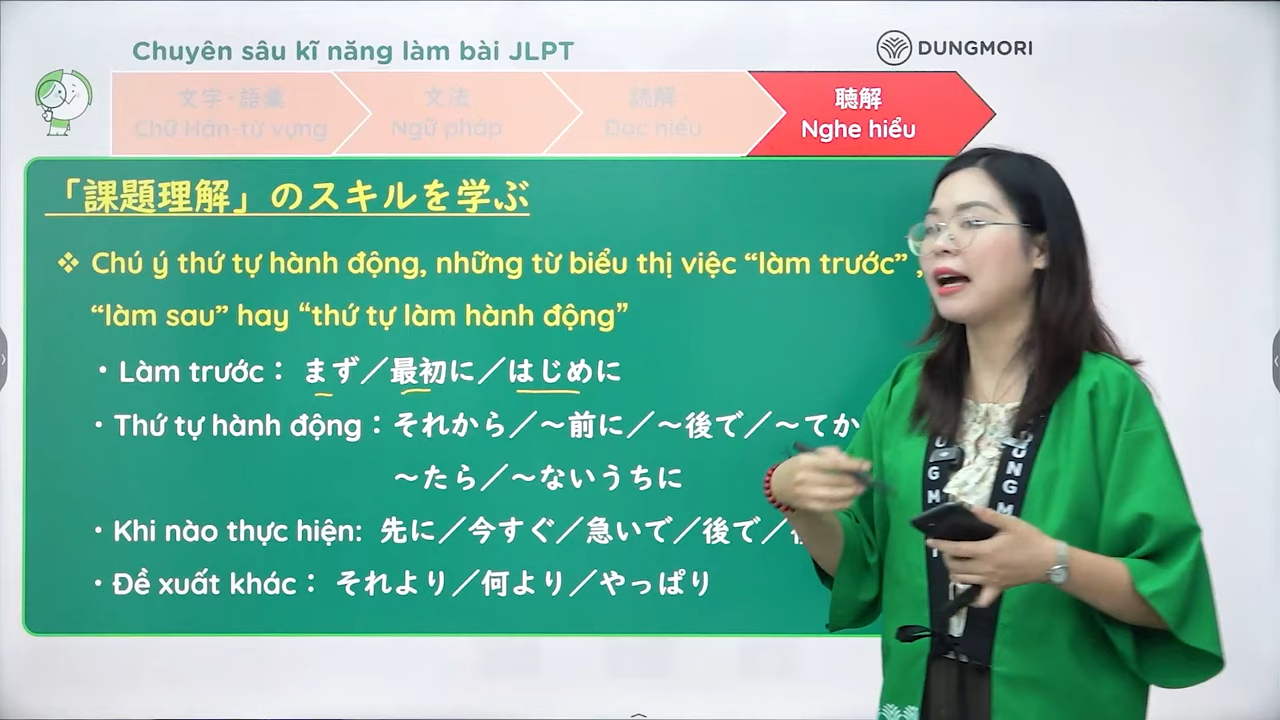 Chuyên sâu kĩ năng làm bài JLPT
DUNGMORI
文字・語彙
Chữ Hán-từ vựng
文法
Ngữ pháp
読解
Đọc hiểu
聴解
Nghe hiểu
「課題理解」のスキルを学ぶ
❖ Chú ý thứ tự hành động, những từ biểu thị việc “làm trước” ,
“làm sau” hay “thứ tự làm hành động”
・Làm trước： まず／最初に／はじめに
・Thứ tự hành động：それから／～前に／～後で／～てか
～たら／～ないうちに
・Khi nào thực hiện: 先に／今すぐ／急いで／後で／
・Đề xuất khác： それより／何より／やっぱり